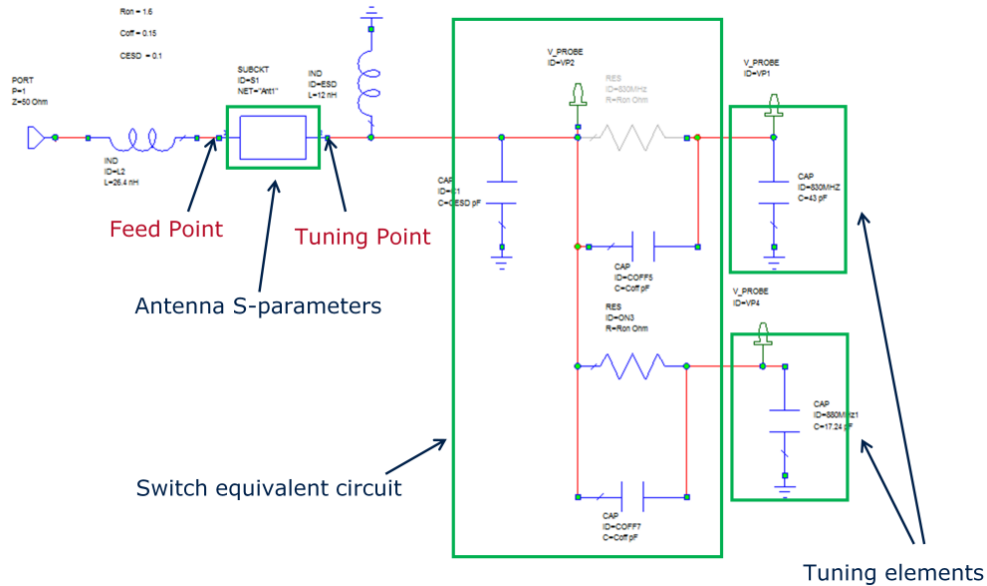 Ron = 1.6
Coff = 0.15
CESD = 0.1
PORT
P=1
Z=50 Ohm
SUBCKT
ID=S1
NET="Ant1"
IND
ID=ESD
L=12 nH
V_PROBE
ID=VP2
RES
ID=830MHz
R=Ron Ohm
V_PROBE
ID=VP1
IND
ID=L2
L=26.4 nH
CAP
C=CESD pF
CAP
ID=830MHZ
C=43 pF
Feed Point
Tuning Point
Antenna S-parameters
CAP
ID=COFF5
C=Coff pF
RES
ID=ON3
R=Ron Ohm
V_PROBE
ID=VP4
CAP
ID=880MHz1
C=17.24 pF
Switch equivalent circuit
CAP
ID=COFF7
C=Coff pF
Tuning elements